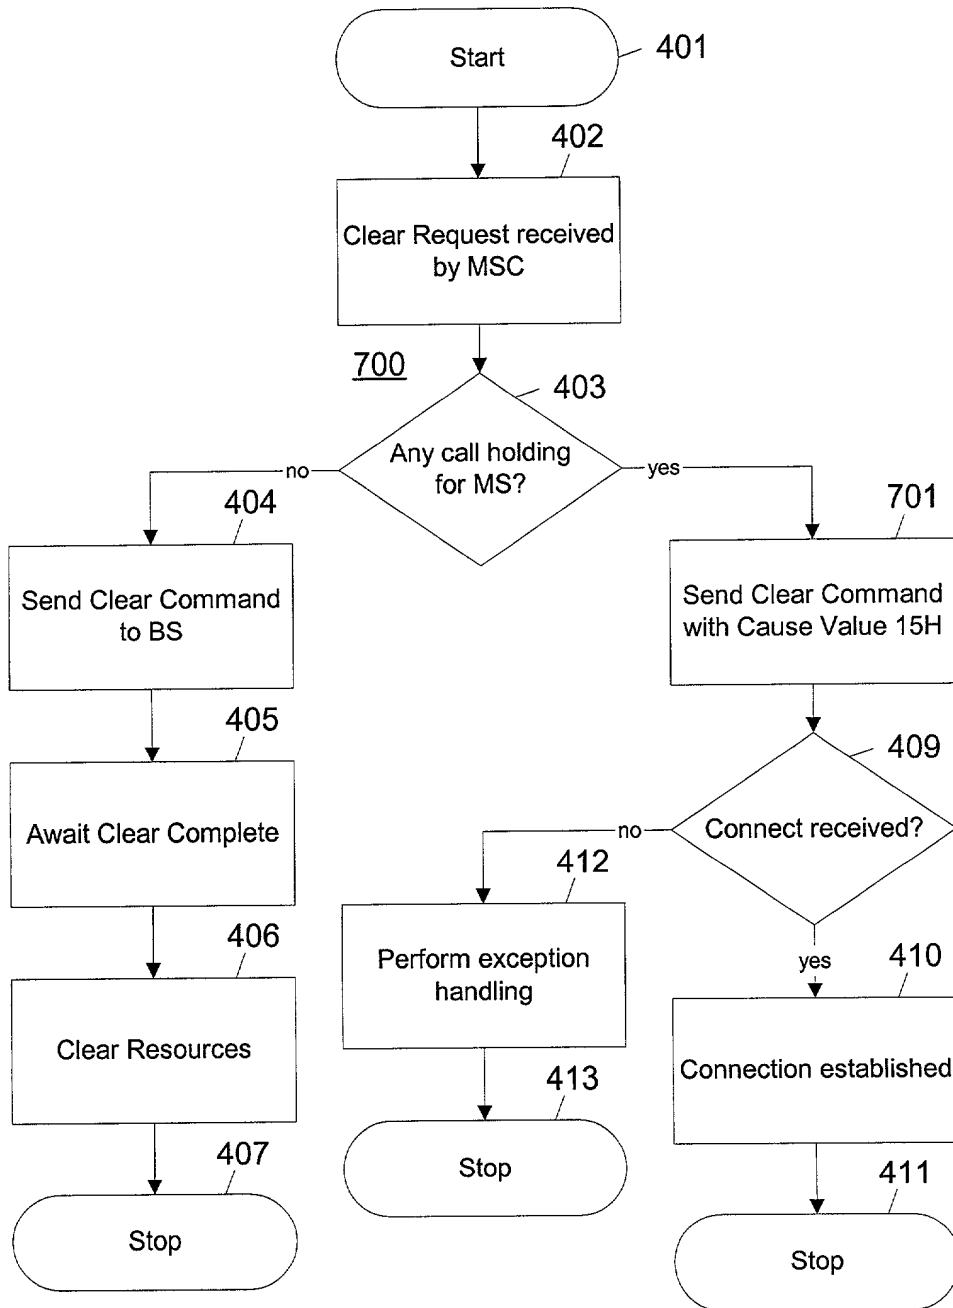 Start
401
402
Clear Request received
by MSC
700
403
Any call holding
for MS?
no
yes
404
701
Send Clear Command
to BS
Send Clear Command
with Cause Value 15H
405
409
Await Clear Complete
Connect received?
no
412
406
Perform exception
handling
yes
410
Clear Resources
Connection established
413
407
Stop
411
Stop
Stop